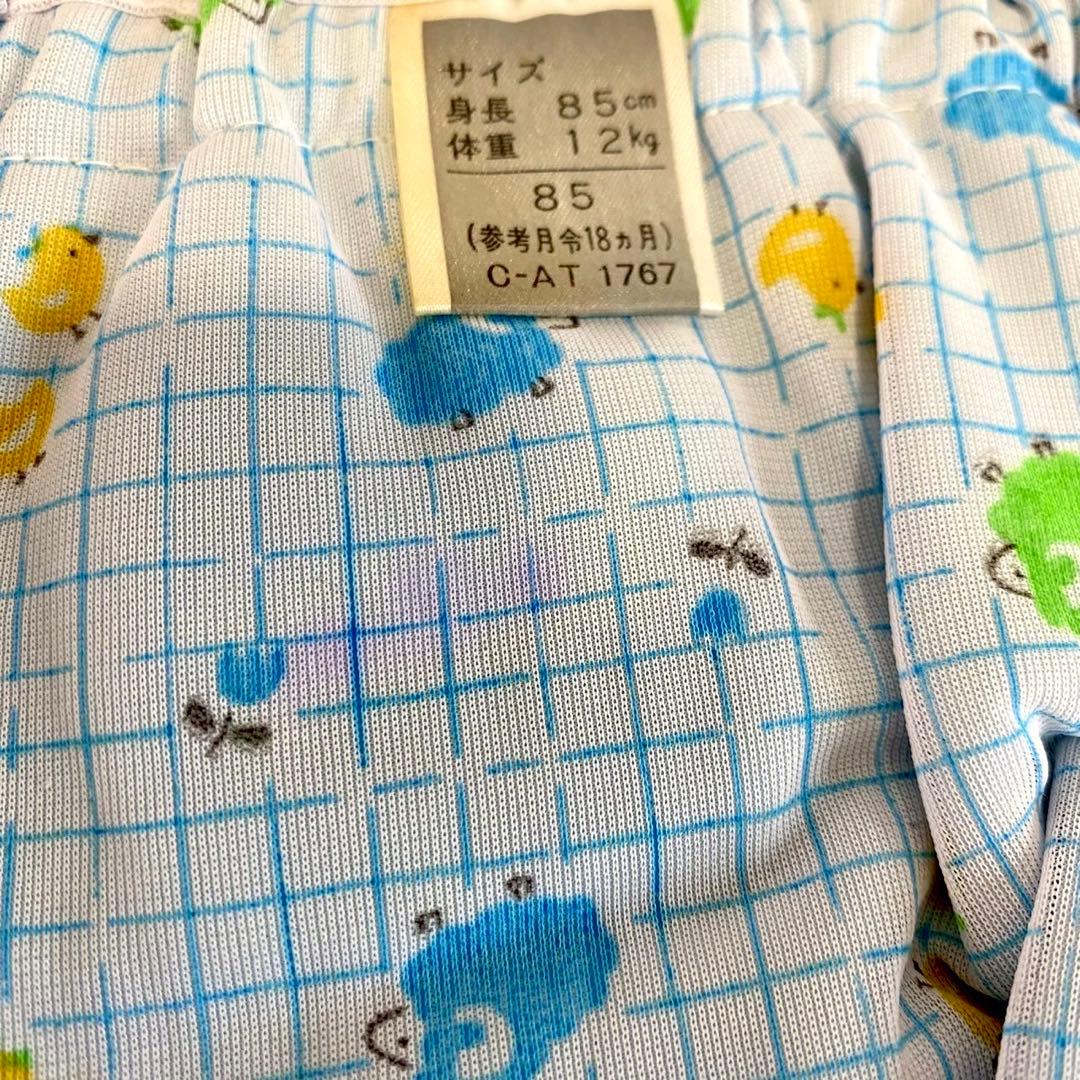 サイズ
身長 85cm
体重 12kg
85
(参考月令18ヵ月)
C-AT 1767